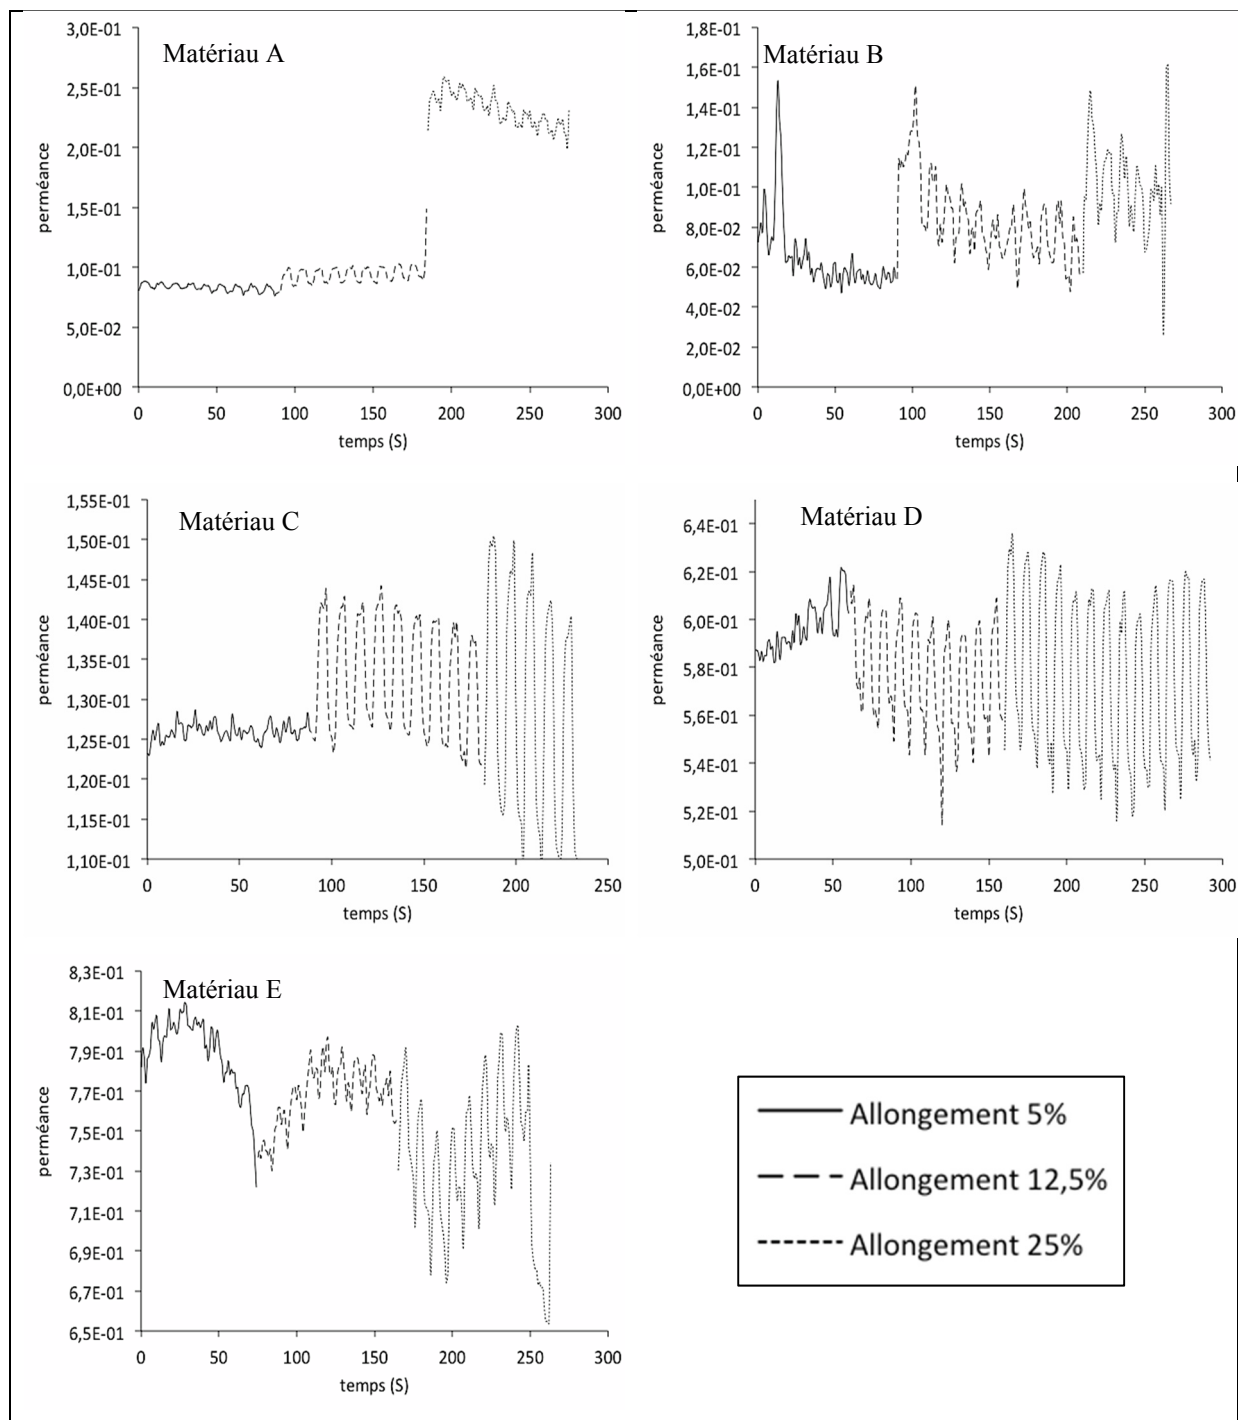 Matériau A
3,0E-01
2,5E-01
2,0E-01
1,5E-01
1,0E-01
5,0E-02
0,0E+00
perméance
0 50 100 150 200 250 300
temps (S)
Matériau B
1,8E-01
1,6E-01
1,4E-01
1,2E-01
1,0E-01
8,0E-02
6,0E-02
4,0E-02
2,0E-02
0,0E+00
perméance
0 50 100 150 200 250 300
temps (S)
Matériau C
1,55E-01
1,50E-01
1,45E-01
1,40E-01
1,35E-01
1,30E-01
1,25E-01
1,20E-01
1,15E-01
1,10E-01
perméance
0 50 100 150 200 250
temps (S)
Matériau D
6,4E-01
6,2E-01
6,0E-01
5,8E-01
5,6E-01
5,4E-01
5,2E-01
5,0E-01
perméance
0 50 100 150 200 250 300
temps (S)
Matériau E
8,3E-01
8,1E-01
7,9E-01
7,7E-01
7,5E-01
7,3E-01
7,1E-01
6,9E-01
6,7E-01
6,5E-01
perméance
0 50 100 150 200 250 300
temps (S)
Allongement 5%
Allongement 12,5%
Allongement 25%